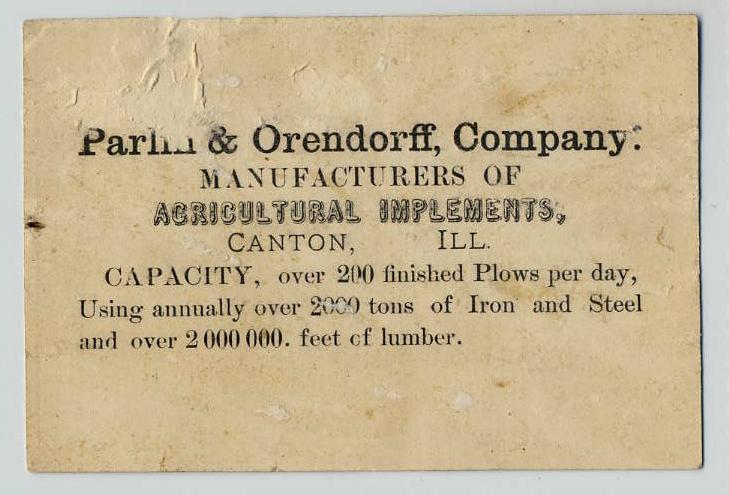 Parlin & Orendorff, Company.
MANUFACTURERS OF
AGRICULTURAL IMPLEMENTS,
CANTON, ILL.
CAPACITY, over 200 finished Plows per day,
Using annually over 2000 tons of Iron and Steel
and over 2 000 000. feet of lumber.